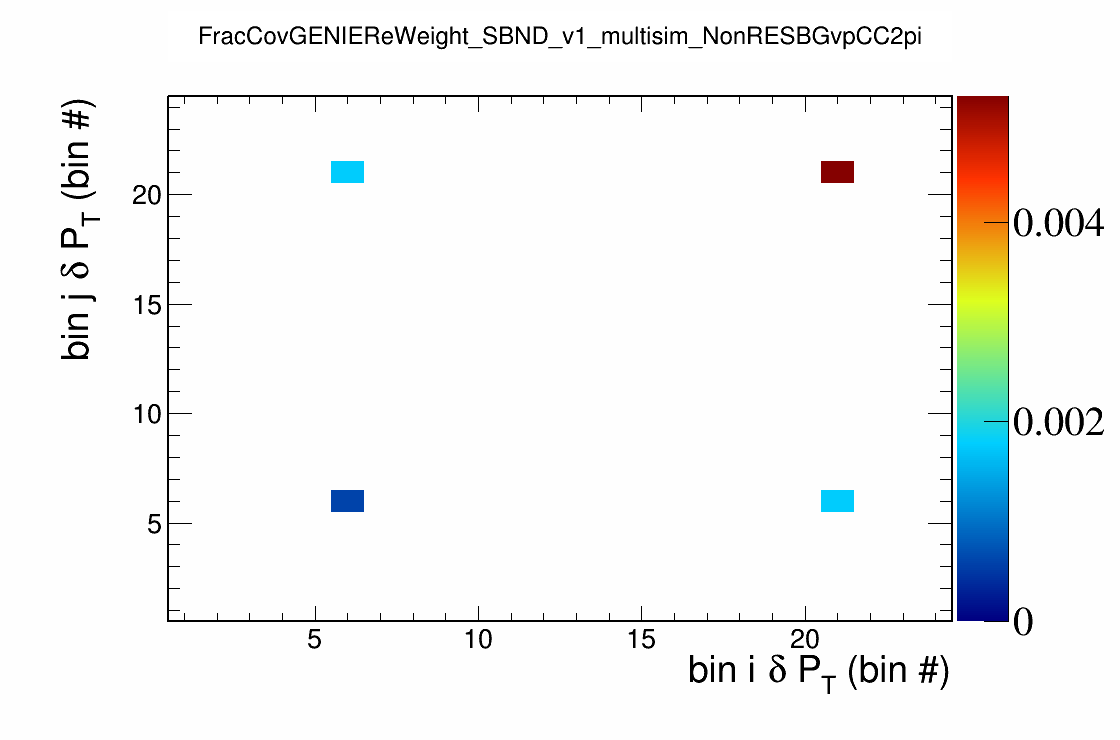 FracCovGENIEReWeight_SBND_v1_multisim_NonRESBGvpCC2pi
bin j δ P_T (bin #)
20
15
10
5
5 10 15 20
bin i δ P_T (bin #)
0.004
0.002
0